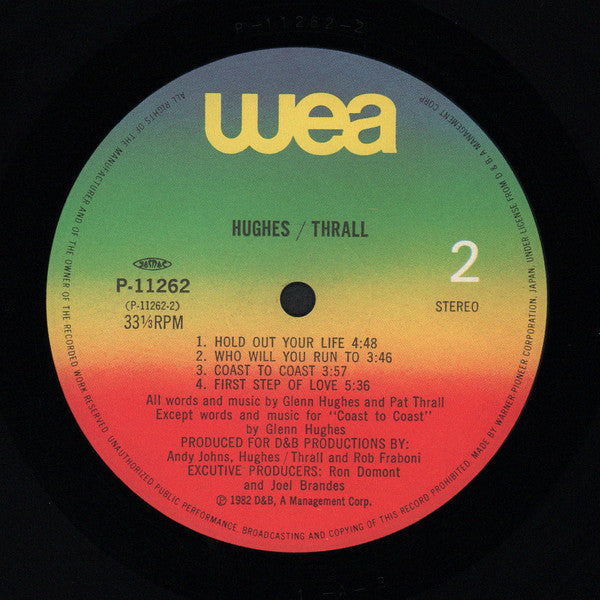 P-11262-2
wea
HUGHES / THRALL
2
JASRAC
P-11262
(P-11262-2)
33⅓RPM
STEREO
1. HOLD OUT YOUR LIFE 4:48
2. WHO WILL YOU RUN TO 3:46
3. COAST TO COAST 3:57
4. FIRST STEP OF LOVE 5:36
All words and music by Glenn Hughes and Pat Thrall
Except words and music for "Coast to Coast"
by Glenn Hughes
PRODUCED FOR D&B PRODUCTIONS BY:
Andy Johns, Hughes / Thrall and Rob Fraboni
EXCUTIVE PRODUCERS: Ron Domont
and Joel Brandes
Ⓟ 1982 D&B, A Management Corp.
ALL RIGHTS OF THE MANUFACTURER AND OF THE OWNER OF THE RECORDED WORK RESERVED. UNAUTHORIZED PUBLIC PERFORMANCE, BROADCASTING AND COPYING OF THIS RECORD PROHIBITED. MADE BY WARNER-PIONEER CORPORATION, JAPAN, UNDER LICENSE FROM D & B, A MANAGEMENT CORP.